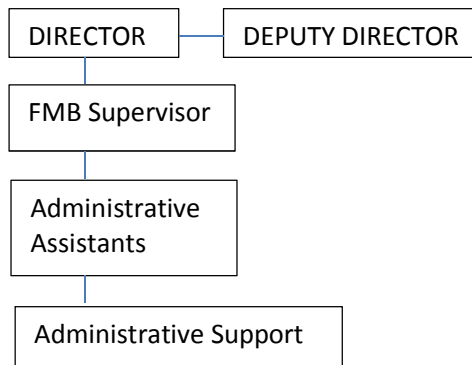 DIRECTOR
DEPUTY DIRECTOR
FMB Supervisor
Administrative
Assistants
Administrative Support